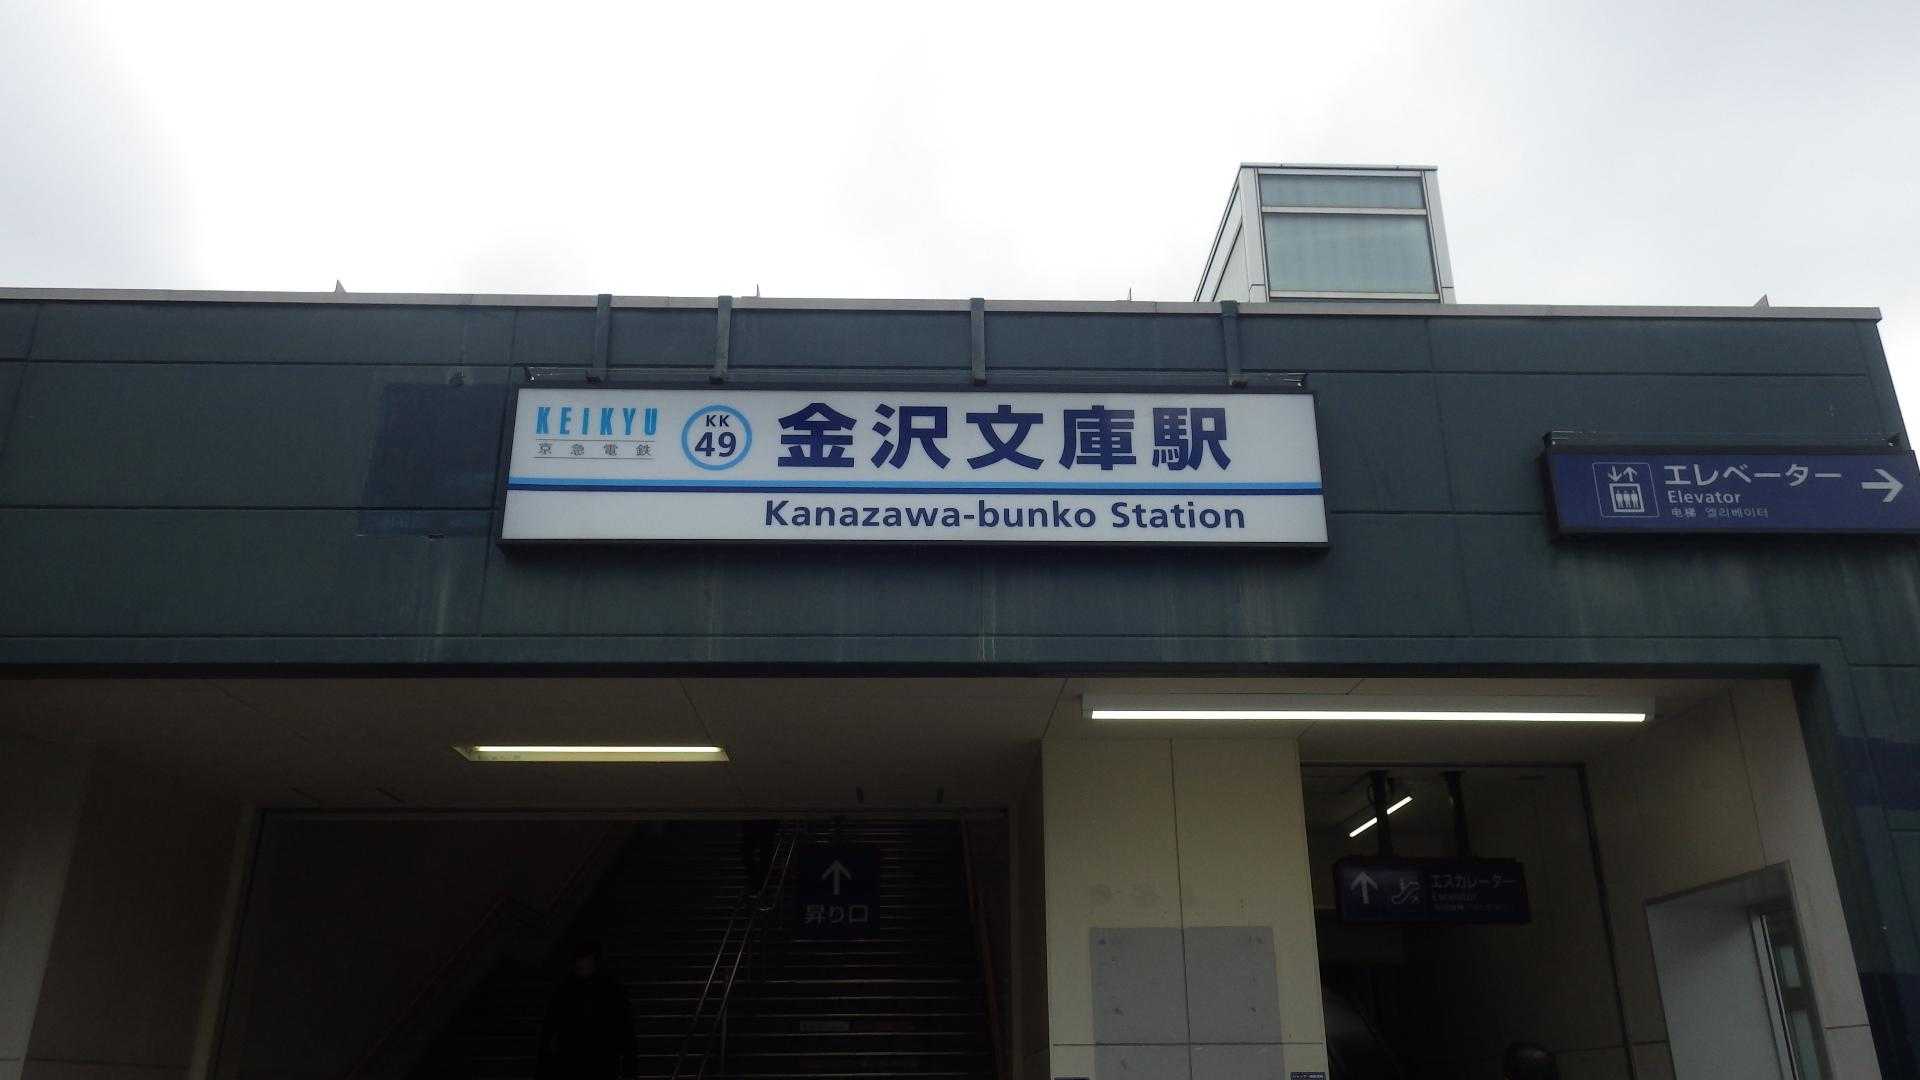 KEIKYU
京急電鉄
KK
49
金沢文庫駅
Kanazawa-bunko Station
エレベーター
Elevator
电梯 엘리베이터
昇り口
エスカレーター
Escalator